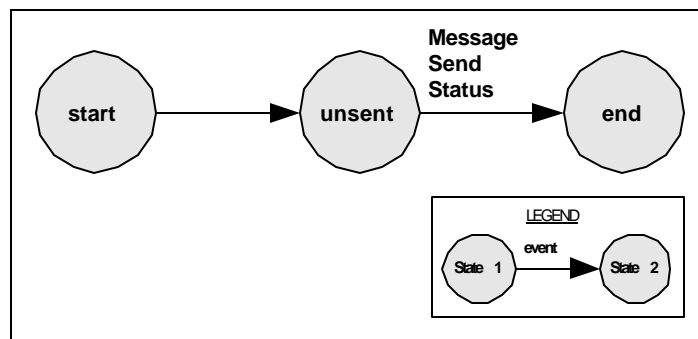 Message
Send
Status
start
unsent
end
LEGEND
event
State 1
State 2